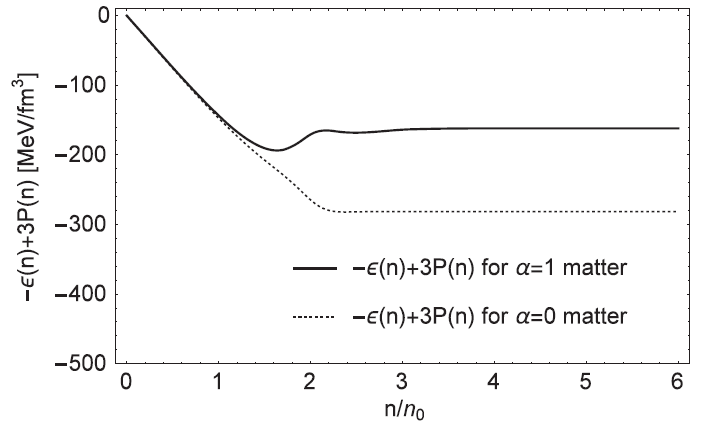 0
−100
−200
−300
−400
−500
−ϵ(n)+3P(n) [MeV/fm³]
−ϵ(n)+3P(n) for α=1 matter
−ϵ(n)+3P(n) for α=0 matter
0 1 2 3 4 5 6
n/n₀